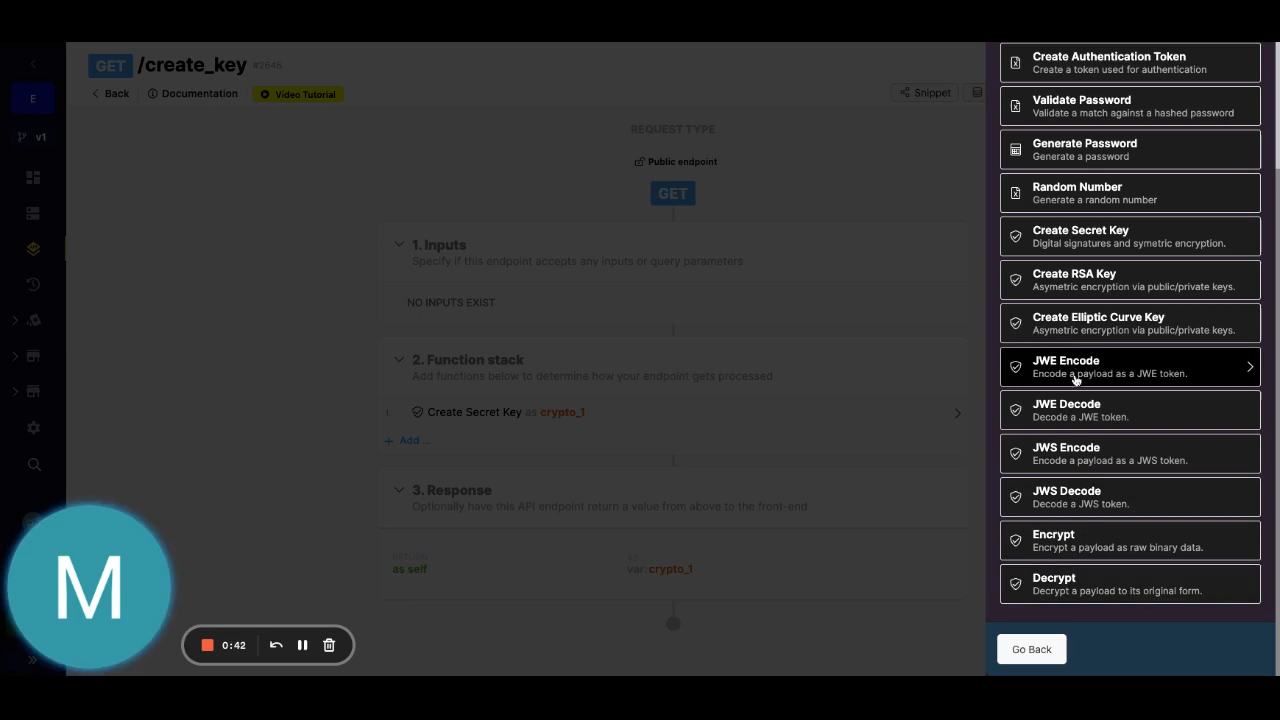 GET /create_key #2645
Back Documentation Video Tutorial
Snippet
E
v1
REQUEST TYPE
Public endpoint
GET
1. Inputs
Specify if this endpoint accepts any inputs or query parameters
NO INPUTS EXIST
2. Function stack
Add functions below to determine how your endpoint gets processed
1. Create Secret Key as crypto_1
+ Add ...
3. Response
Optionally have this API endpoint return a value from above to the front-end
RETURN
as self
AS
var: crypto_1
M
0:42
Create Authentication Token
Create a token used for authentication
Validate Password
Validate a match against a hashed password
Generate Password
Generate a password
Random Number
Generate a random number
Create Secret Key
Digital signatures and symetric encryption.
Create RSA Key
Asymetric encryption via public/private keys.
Create Elliptic Curve Key
Asymetric encryption via public/private keys.
JWE Encode
Encode a payload as a JWE token.
JWE Decode
Decode a JWE token.
JWS Encode
Encode a payload as a JWS token.
JWS Decode
Decode a JWS token.
Encrypt
Encrypt a payload as raw binary data.
Decrypt
Decrypt a payload to its original form.
Go Back